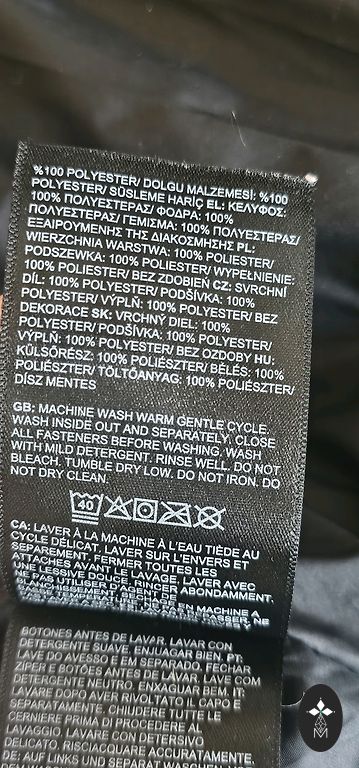 %100 POLYESTER/ DOLGU MALZEMESİ: %100
POLYESTER/ SÜSLEME HARİÇ EL: ΚΕΛΥΦΟΣ:
100% ΠΟΛΥΕΣΤΕΡΑΣ/ ΦΟΔΡΑ: 100%
ΠΟΛΥΕΣΤΕΡΑΣ/ ΓΕΜΙΣΜΑ: 100% ΠΟΛΥΕΣΤΕΡΑΣ/
ΕΞΑΙΡΟΥΜΕΝΗΣ ΤΗΣ ΔΙΑΚΟΣΜΗΣΗΣ PL:
WIERZCHNIA WARSTWA: 100% POLIESTER/
PODSZEWKA: 100% POLIESTER/ WYPEŁNIENIE:
100% POLIESTER/ BEZ ZDOBIEŃ CZ: SVRCHNÍ
DÍL: 100% POLYESTER/ PODŠÍVKA: 100%
POLYESTER/ VÝPLŇ: 100% POLYESTER/ BEZ
DEKORACE SK: VRCHNÝ DIEL: 100%
POLYESTER/ PODŠÍVKA: 100% POLYESTER/
VÝPLŇ: 100% POLYESTER/ BEZ OZDOBY HU:
KÜLSŐRÉSZ: 100% POLIÉSZTER/ BÉLÉS: 100%
POLIÉSZTER/ TÖLTŐANYAG: 100% POLIÉSZTER/
DÍSZ MENTES
GB: MACHINE WASH WARM GENTLE CYCLE.
WASH INSIDE OUT AND SEPARATELY. CLOSE
ALL FASTENERS BEFORE WASHING. WASH
WITH MILD DETERGENT. RINSE WELL. DO NOT
BLEACH. TUMBLE DRY LOW. DO NOT IRON. DO
NOT DRY CLEAN.
40
CA: LAVER À LA MACHINE À L'EAU TIÈDE AU
CYCLE DÉLICAT. LAVER SUR L'ENVERS ET
SÉPARÉMENT. FERMER TOUTES LES
ATTACHES AVANT LE LAVAGE. LAVER AVEC
UNE LESSIVE DOUCE. RINCER ABONDAMMENT.
NE PAS UTILISER D'AGENT DE
BOTONES ANTES DE LAVAR. LAVAR CON
DETERGENTE SUAVE. ENJUAGAR BIEN. PT:
LAVE DO AVESSO E EM SEPARADO. FECHAR
ZÍPER E BOTÕES ANTES DE LAVAR. LAVE COM
DETERGENTE NEUTRO. ENXAGUAR BEM. IT:
LAVARE DOPO AVER RIVOLTATO IL CAPO E
SEPARATAMENTE. CHIUDERE TUTTE LE
CERNIERE PRIMA DI PROCEDERE AL
LAVAGGIO. LAVARE CON DETERSIVO
DELICATO. RISCIACQUARE ACCURATAMENTE.
DE: AUF LINKS UND SEPARAT WASCHEN.